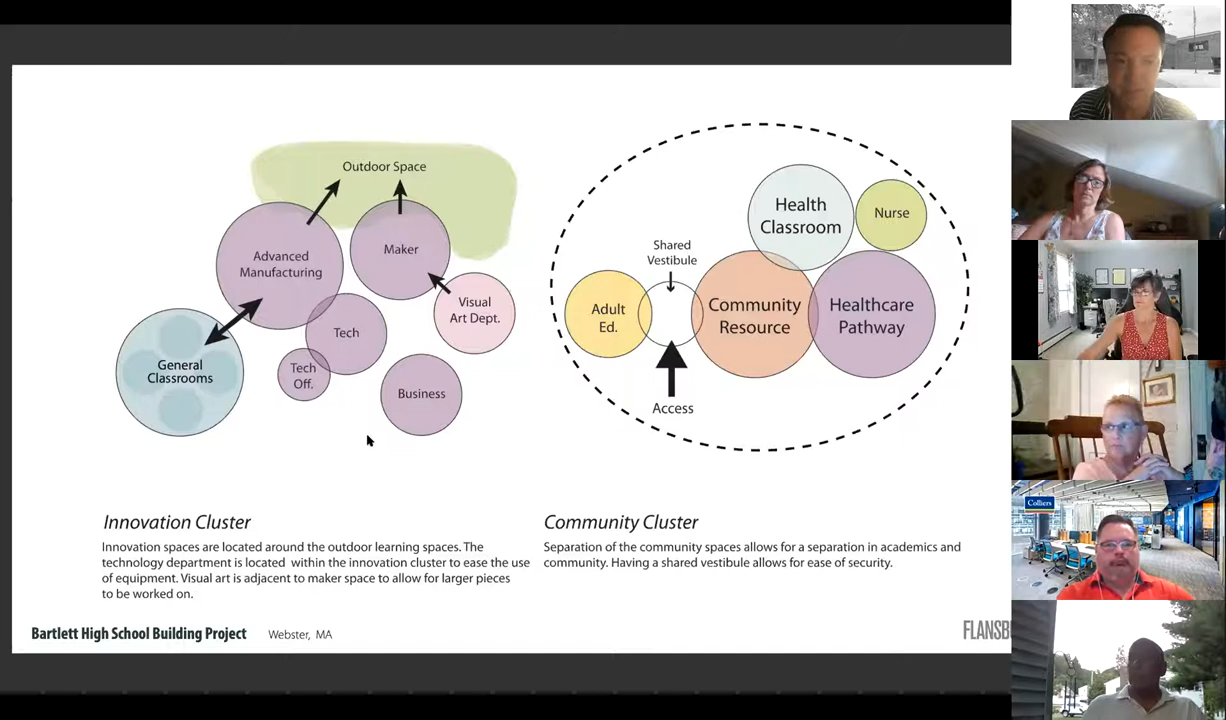 Outdoor Space
Advanced
Manufacturing
Maker
Visual
Art Dept.
General
Classrooms
Tech
Tech
Off.
Business
Health
Classroom
Nurse
Shared
Vestibule
Adult
Ed.
Community
Resource
Healthcare
Pathway
Access
Innovation Cluster
Innovation spaces are located around the outdoor learning spaces. The
technology department is located within the innovation cluster to ease the use
of equipment. Visual art is adjacent to maker space to allow for larger pieces
to be worked on.
Community Cluster
Separation of the community spaces allows for a separation in academics and
community. Having a shared vestibule allows for ease of security.
Bartlett High School Building Project
Webster, MA
FLANSB
Colliers